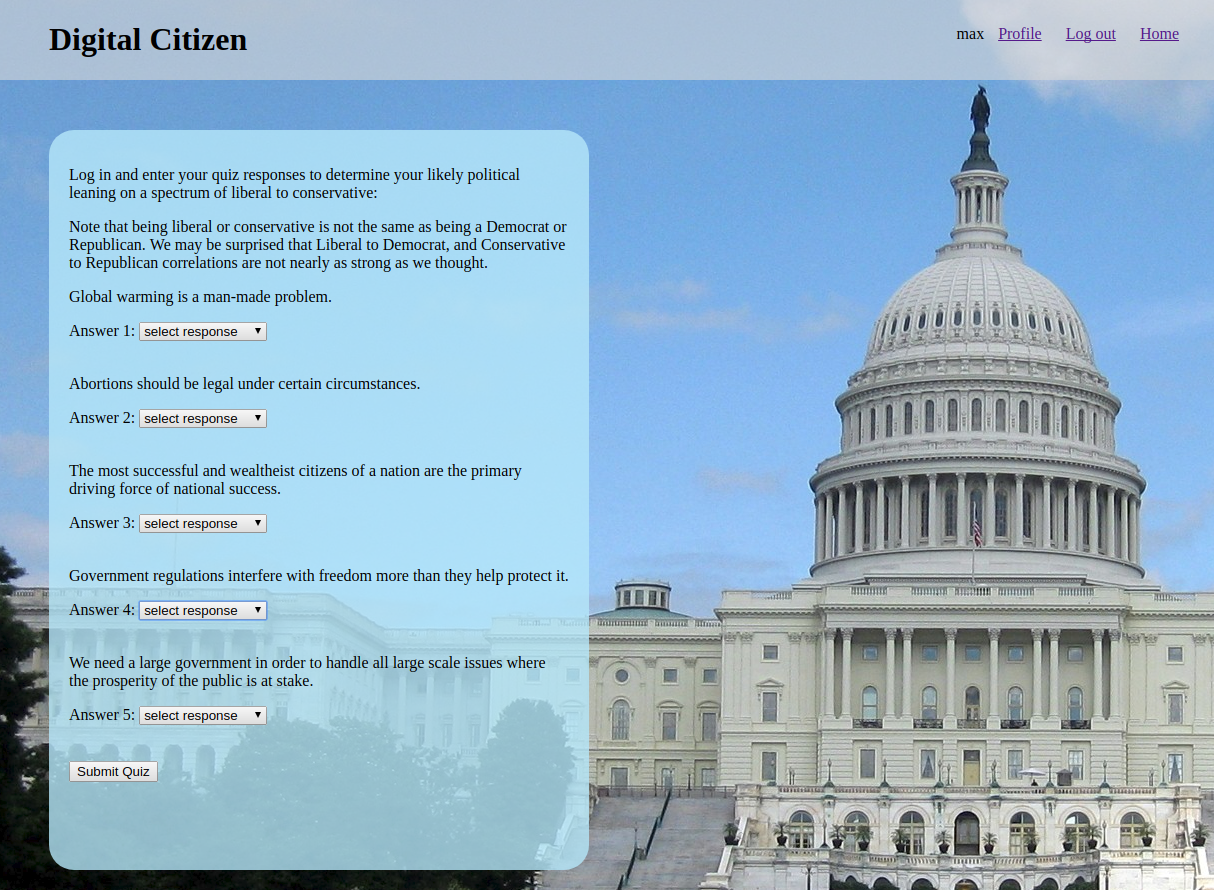 Digital Citizen
max Profile Log out Home
Log in and enter your quiz responses to determine your likely political
leaning on a spectrum of liberal to conservative:
Note that being liberal or conservative is not the same as being a Democrat or
Republican. We may be surprised that Liberal to Democrat, and Conservative
to Republican correlations are not nearly as strong as we thought.
Global warming is a man-made problem.
Answer 1: select response
Abortions should be legal under certain circumstances.
Answer 2: select response
The most successful and wealtheist citizens of a nation are the primary
driving force of national success.
Answer 3: select response
Government regulations interfere with freedom more than they help protect it.
Answer 4: select response
We need a large government in order to handle all large scale issues where
the prosperity of the public is at stake.
Answer 5: select response
Submit Quiz